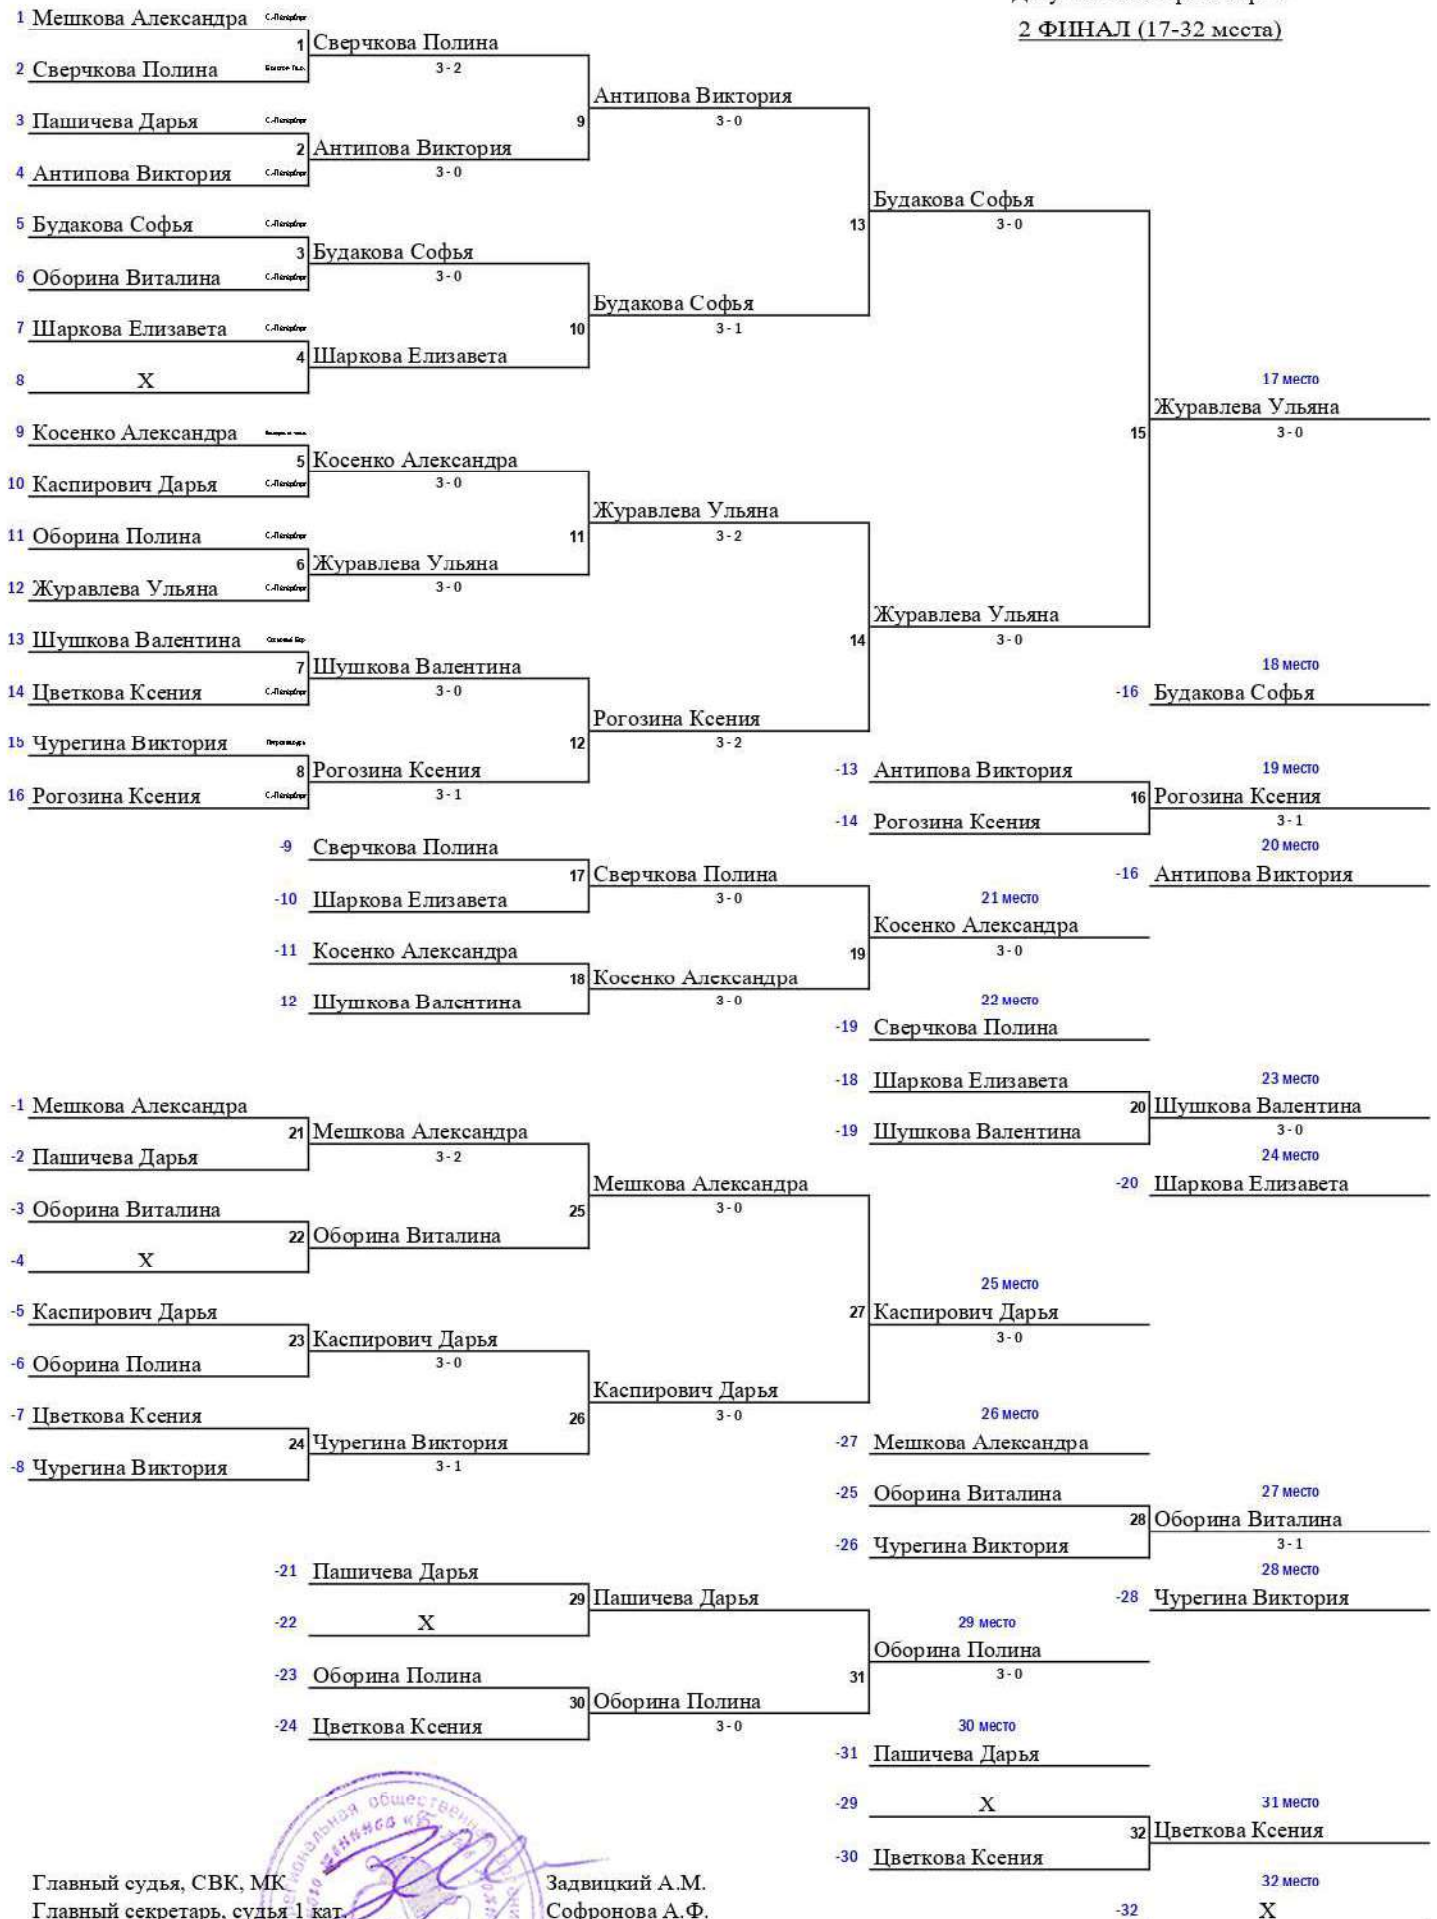 2 ФИНАЛ (17-32 места)
1 Мешкова Александра С.-Петербург
1 Сверчкова Полина
2 Сверчкова Полина
3 - 2
Антипова Виктория
3 Пашичева Дарья С.-Петербург
9
3 - 0
2 Антипова Виктория
4 Антипова Виктория С.-Петербург
3 - 0
Будакова Софья
5 Будакова Софья С.-Петербург
13
3 - 0
3 Будакова Софья
6 Оборина Виталина С.-Петербург
3 - 0
Будакова Софья
7 Шаркова Елизавета С.-Петербург
10
3 - 1
4 Шаркова Елизавета
8 X
17 место
Журавлева Ульяна
9 Косенко Александра
15
3 - 0
5 Косенко Александра
10 Каспирович Дарья С.-Петербург
3 - 0
Журавлева Ульяна
11 Оборина Полина С.-Петербург
11
3 - 2
6 Журавлева Ульяна
12 Журавлева Ульяна С.-Петербург
3 - 0
Журавлева Ульяна
13 Шушкова Валентина Сосновый Бор
14
3 - 0
7 Шушкова Валентина
18 место
14 Цветкова Ксения С.-Петербург
3 - 0
-16 Будакова Софья
Рогозина Ксения
15 Чурегина Виктория Петрозаводск
12
3 - 2
8 Рогозина Ксения
-13 Антипова Виктория
19 место
16 Рогозина Ксения С.-Петербург
3 - 1
16 Рогозина Ксения
-14 Рогозина Ксения
3 - 1
-9 Сверчкова Полина
20 место
17 Сверчкова Полина
-16 Антипова Виктория
-10 Шаркова Елизавета
3 - 0
21 место
Косенко Александра
-11 Косенко Александра
19
3 - 0
18 Косенко Александра
12 Шушкова Валентина
3 - 0
22 место
-19 Сверчкова Полина
-18 Шаркова Елизавета
23 место
-1 Мешкова Александра
20 Шушкова Валентина
21 Мешкова Александра
-19 Шушкова Валентина
3 - 0
-2 Пашичева Дарья
3 - 2
24 место
Мешкова Александра
-20 Шаркова Елизавета
-3 Оборина Виталина
25
3 - 0
22 Оборина Виталина
-4 X
25 место
-5 Каспирович Дарья
27 Каспирович Дарья
23 Каспирович Дарья
3 - 0
-6 Оборина Полина
3 - 0
Каспирович Дарья
-7 Цветкова Ксения
26
3 - 0
26 место
24 Чурегина Виктория
-27 Мешкова Александра
-8 Чурегина Виктория
3 - 1
-25 Оборина Виталина
27 место
28 Оборина Виталина
-26 Чурегина Виктория
3 - 1
-21 Пашичева Дарья
28 место
29 Пашичева Дарья
-28 Чурегина Виктория
-22 X
29 место
Оборина Полина
-23 Оборина Полина
31
3 - 0
30 Оборина Полина
-24 Цветкова Ксения
3 - 0
30 место
-31 Пашичева Дарья
-29 X
31 место
32 Цветкова Ксения
-30 Цветкова Ксения
Главный судья, СВК, МК Задвицкий А.М.
32 место
Главный секретарь, судья 1 кат. Софронова А.Ф.
-32 X